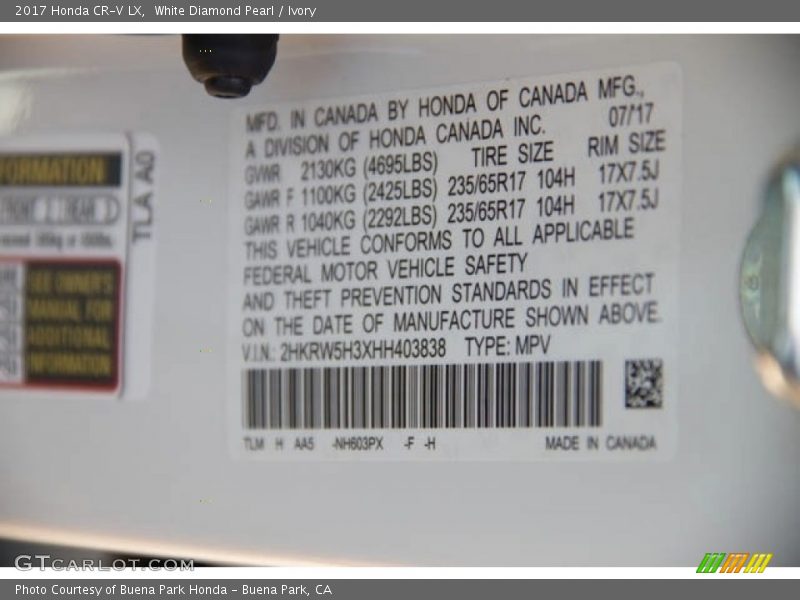 2017 Honda CR-V LX, White Diamond Pearl / Ivory
MFD. IN CANADA BY HONDA OF CANADA MFG.,
A DIVISION OF HONDA CANADA INC. 07/17
GVWR 2130KG (4695LBS) TIRE SIZE RIM SIZE
GAWR F 1100KG (2425LBS) 235/65R17 104H 17X7.5J
GAWR R 1040KG (2292LBS) 235/65R17 104H 17X7.5J
THIS VEHICLE CONFORMS TO ALL APPLICABLE
FEDERAL MOTOR VEHICLE SAFETY
AND THEFT PREVENTION STANDARDS IN EFFECT
ON THE DATE OF MANUFACTURE SHOWN ABOVE.
V.I.N.: 2HKRW5H3XHH403838 TYPE: MPV
TLM H AA5 -NH603PX -F -H MADE IN CANADA
FORMATION
TLA A0
SEE OWNER'S
MANUAL FOR
ADDITIONAL
INFORMATION
GTCARLOT.COM
Photo Courtesy of Buena Park Honda - Buena Park, CA